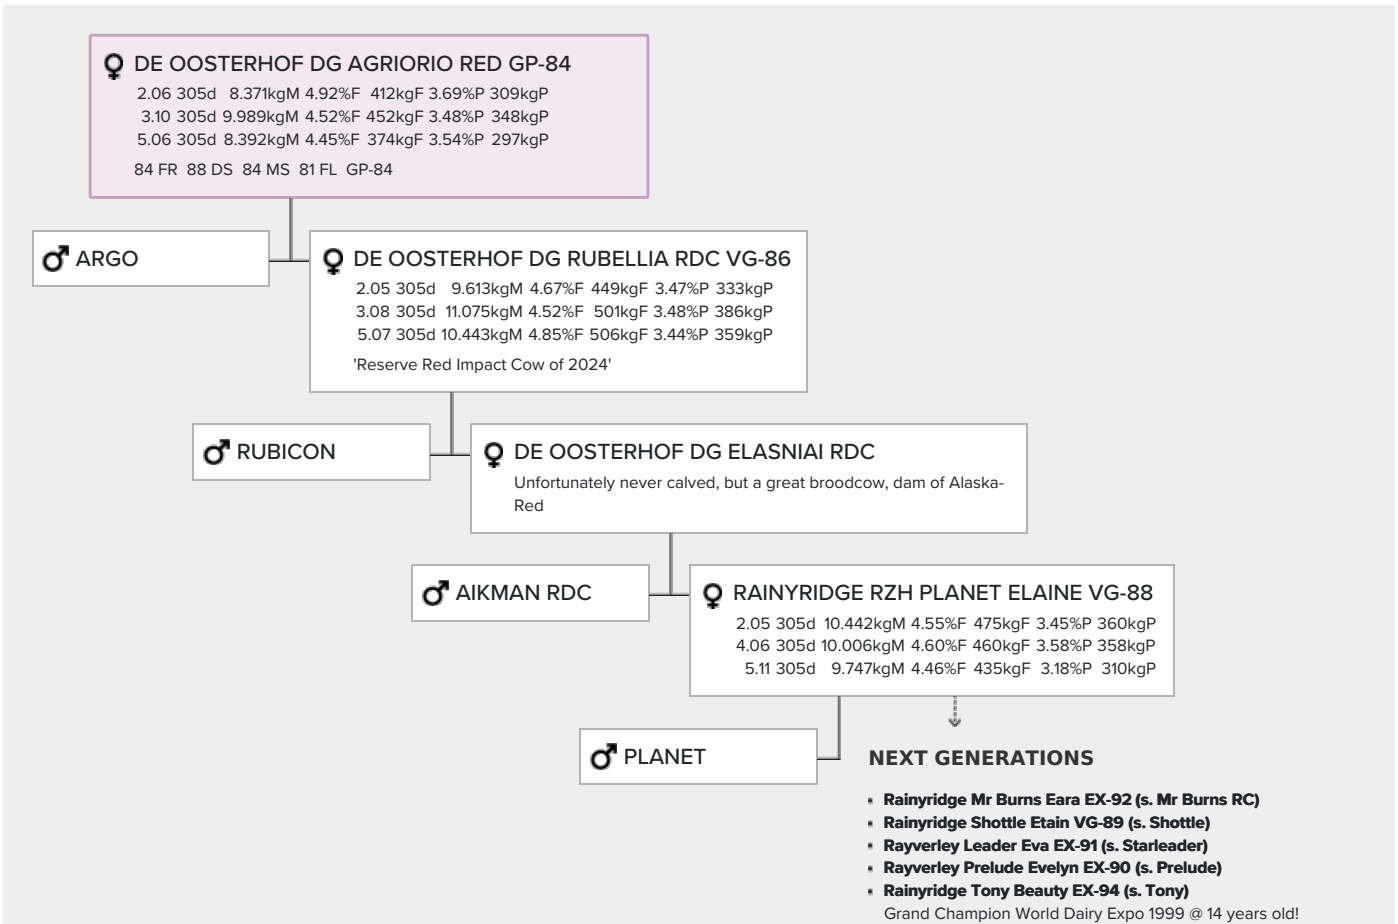 DE OOSTERHOF DG AGRIORIO RED GP-84
2.06 305d 8.371kgM 4.92%F 412kgF 3.69%P 309kgP
3.10 305d 9.989kgM 4.52%F 452kgF 3.48%P 348kgP
5.06 305d 8.392kgM 4.45%F 374kgF 3.54%P 297kgP
84 FR 88 DS 84 MS 81 FL GP-84
ARGO
DE OOSTERHOF DG RUBELLIA RDC VG-86
2.05 305d 9.613kgM 4.67%F 449kgF 3.47%P 333kgP
3.08 305d 11.075kgM 4.52%F 501kgF 3.48%P 386kgP
5.07 305d 10.443kgM 4.85%F 506kgF 3.44%P 359kgP
'Reserve Red Impact Cow of 2024'
RUBICON
DE OOSTERHOF DG ELASNIAI RDC
Unfortunately never calved, but a great broodcow, dam of Alaska-
Red
AIKMAN RDC
RAINYRIDGE RZH PLANET ELAINE VG-88
2.05 305d 10.442kgM 4.55%F 475kgF 3.45%P 360kgP
4.06 305d 10.006kgM 4.60%F 460kgF 3.58%P 358kgP
5.11 305d 9.747kgM 4.46%F 435kgF 3.18%P 310kgP
PLANET
NEXT GENERATIONS
Rainyridge Mr Burns Eara EX-92 (s. Mr Burns RC)
Rainyridge Shottle Etain VG-89 (s. Shottle)
Rayverley Leader Eva EX-91 (s. Starleader)
Rayverley Prelude Evelyn EX-90 (s. Prelude)
Rainyridge Tony Beauty EX-94 (s. Tony)
Grand Champion World Dairy Expo 1999 @ 14 years old!